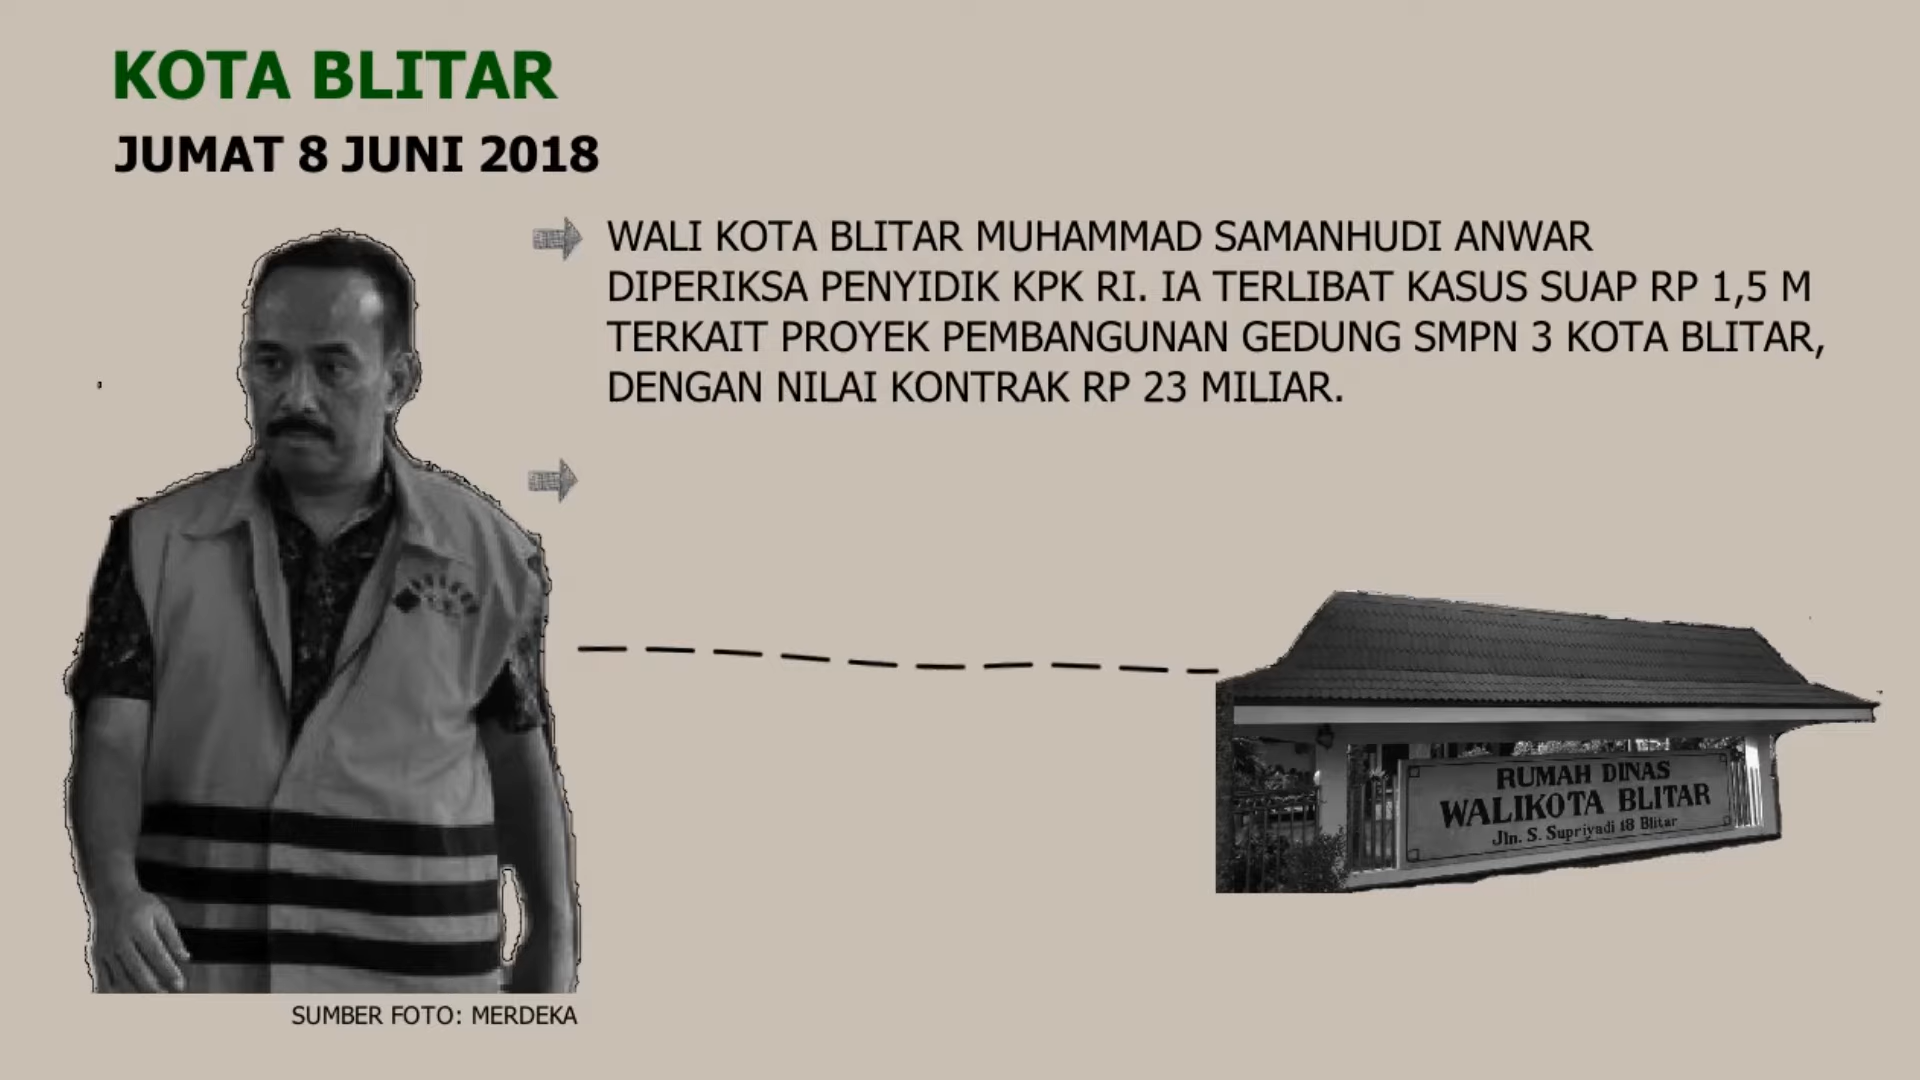 KOTA BLITAR
JUMAT 8 JUNI 2018
WALI KOTA BLITAR MUHAMMAD SAMANHUDI ANWAR
DIPERIKSA PENYIDIK KPK RI. IA TERLIBAT KASUS SUAP RP 1,5 M
TERKAIT PROYEK PEMBANGUNAN GEDUNG SMPN 3 KOTA BLITAR,
DENGAN NILAI KONTRAK RP 23 MILIAR.
RUMAH DINAS
WALIKOTA BLITAR
Jln. S. Supriyadi 18 Blitar
SUMBER FOTO: MERDEKA